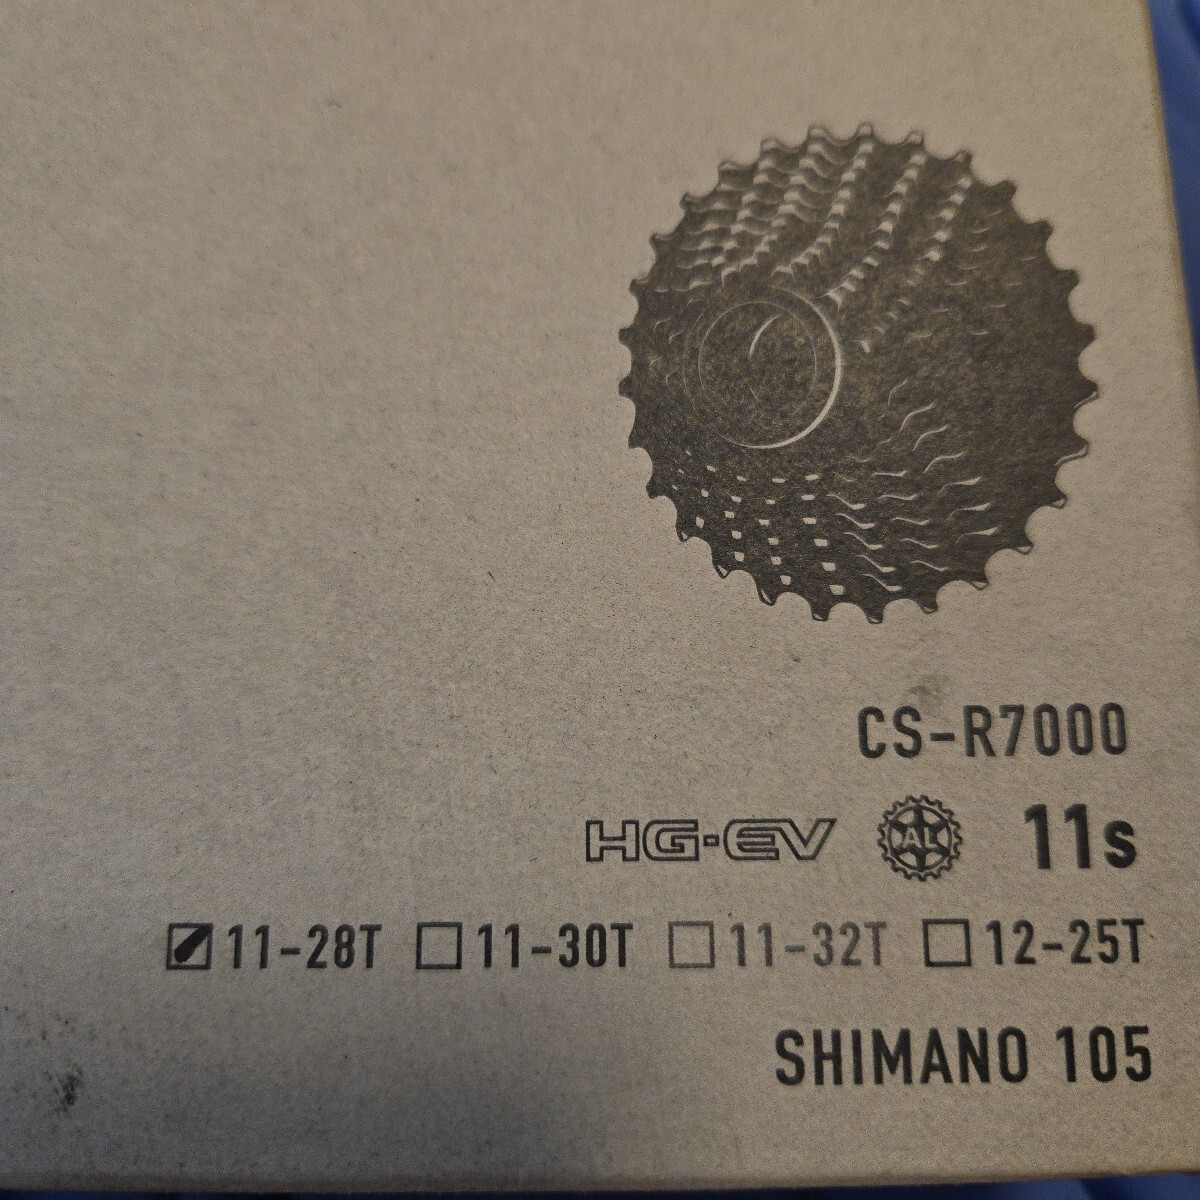 CS-R7000
HG-EV AL 11s
11-28T 11-30T 11-32T 12-25T
SHIMANO 105